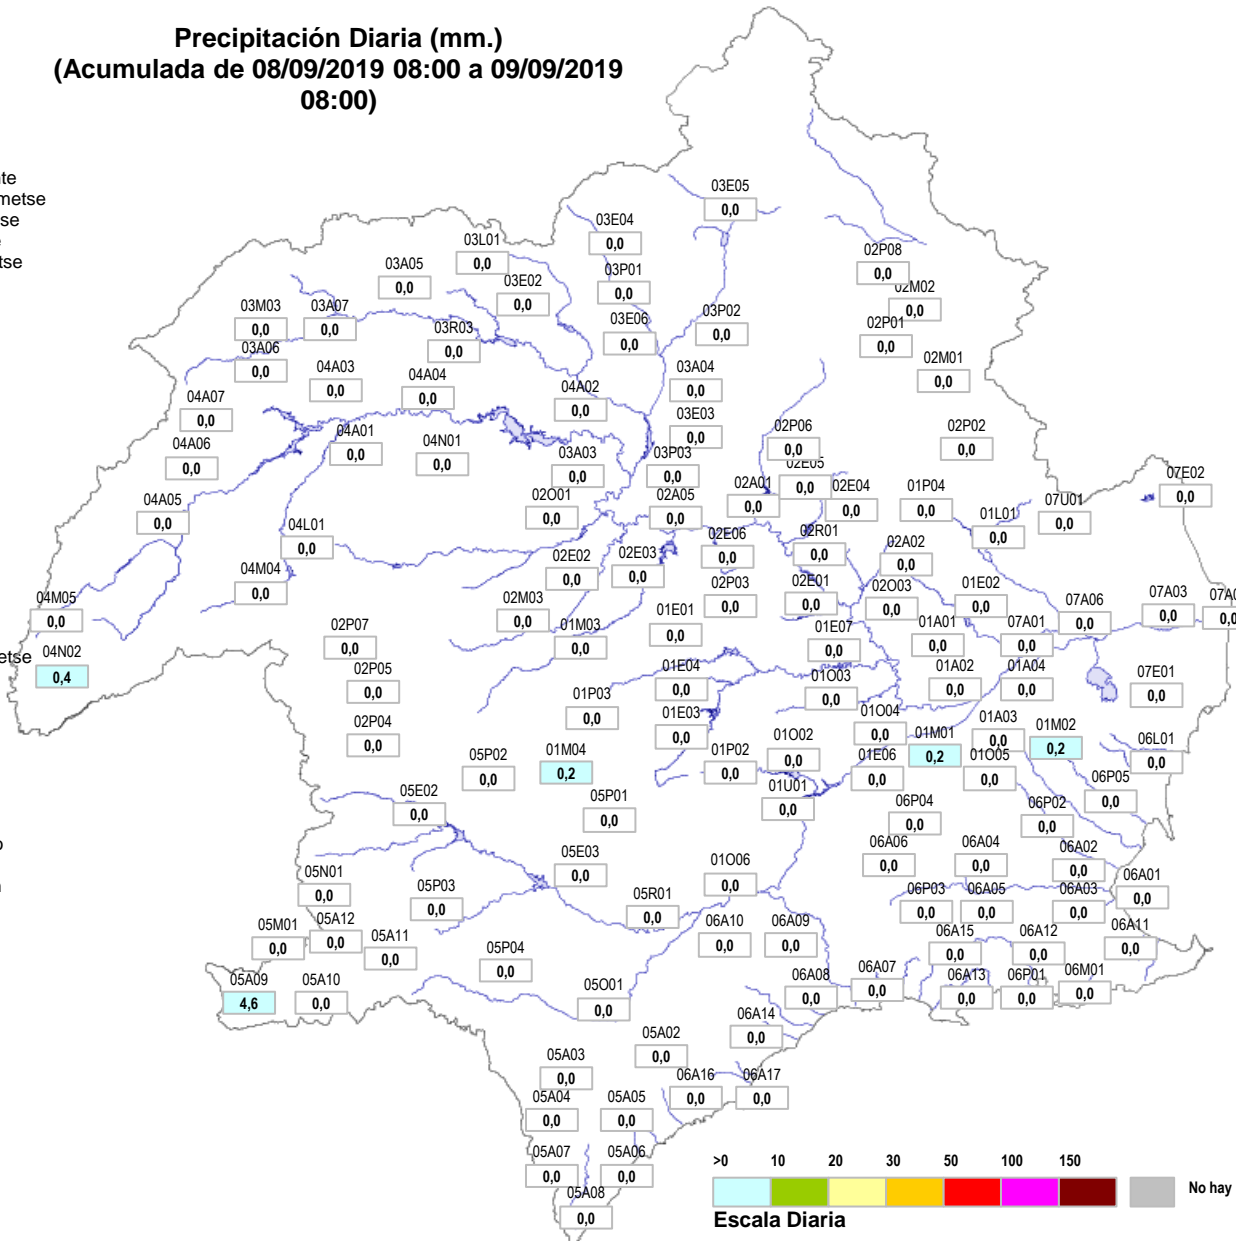 Precipitación Diaria (mm.)
(Acumulada de 08/09/2019 08:00 a 09/09/2019
08:00)
03E05
0,0
03E04
0,0
03L01
0,0
03P01
0,0
02P08
0,0
03A05
0,0
03E02
0,0
02M02
0,0
03M03
0,0
03A07
0,0
03E06
0,0
03P02
0,0
02P01
0,0
03R03
0,0
03A06
0,0
04A03
0,0
04A04
0,0
04A02
0,0
03A04
0,0
02M01
0,0
04A07
0,0
03E03
0,0
04A01
0,0
04N01
0,0
02P06
0,0
02P02
0,0
04A06
0,0
03A03
0,0
03P03
0,0
02E05
0,0
07E02
0,0
04A05
0,0
02O01
0,0
02A05
0,0
02A01
0,0
02E04
0,0
01P04
0,0
07U01
0,0
01L01
0,0
04L01
0,0
02E06
0,0
02R01
0,0
02A02
0,0
04M04
0,0
02E02
0,0
02E03
0,0
02P03
0,0
02E01
0,0
02O03
0,0
01E02
0,0
07A06
0,0
07A03
0,0
04M05
0,0
02M03
0,0
01M03
0,0
01E01
0,0
01E07
0,0
01A01
0,0
07A01
0,0
04N02
0,4
02P07
0,0
02P05
0,0
01P03
0,0
01E04
0,0
01O03
0,0
01A02
0,0
01A04
0,0
07E01
0,0
02P04
0,0
01E03
0,0
01O04
0,0
01M01
0,2
01A03
0,0
01M02
0,2
06L01
0,0
05P02
0,0
01M04
0,2
01P02
0,0
01O02
0,0
01E06
0,0
01O05
0,0
06P05
0,0
05E02
0,0
05P01
0,0
01U01
0,0
06P04
0,0
06P02
0,0
05E03
0,0
01O06
0,0
06A06
0,0
06A04
0,0
06A02
0,0
05N01
0,0
05P03
0,0
05R01
0,0
06P03
0,0
06A05
0,0
06A03
0,0
06A01
0,0
05M01
0,0
05A12
0,0
05A11
0,0
05P04
0,0
06A10
0,0
06A09
0,0
06A15
0,0
06A12
0,0
06A11
0,0
05A09
4,6
05A10
0,0
05O01
0,0
06A08
0,0
06A07
0,0
06A13
0,0
06P01
0,0
06M01
0,0
05A02
0,0
06A14
0,0
05A03
0,0
06A16
0,0
06A17
0,0
05A04
0,0
05A05
0,0
05A07
0,0
05A06
0,0
05A08
0,0
>0 10 20 30 50 100 150
No hay
Escala Diaria